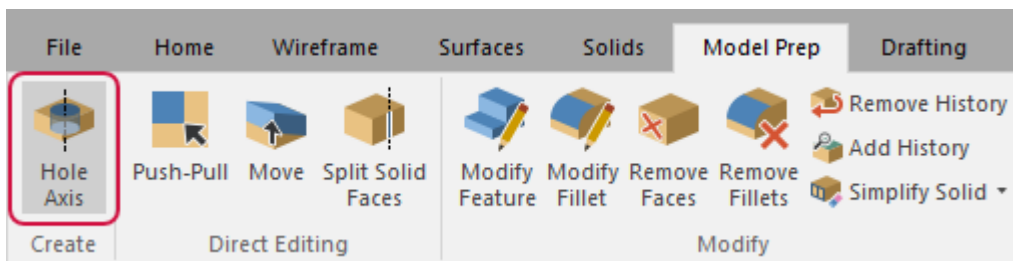 File Home Wireframe Surfaces Solids Model Prep Drafting
Hole
Axis
Push-Pull Move Split Solid
Faces
Modify
Feature
Modify
Fillet
Remove
Faces
Remove
Fillets
Remove History
Add History
Simplify Solid
Create Direct Editing Modify